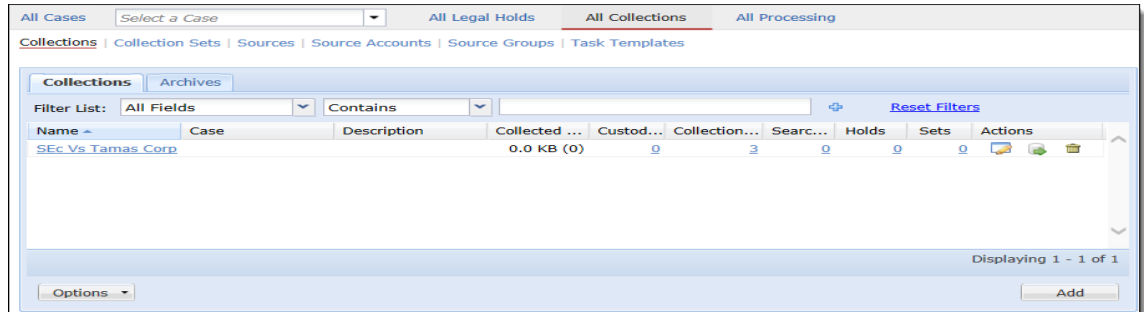 All Cases Select a Case All Legal Holds All Collections All Processing
Collections | Collection Sets | Sources | Source Accounts | Source Groups | Task Templates
Collections Archives
Filter List: All Fields Contains Reset Filters
Name Case Description Collected ... Custod... Collection... Searc... Holds Sets Actions
SEc Vs Tamas Corp 0.0 KB (0) 0 3 0 0 0
Displaying 1 - 1 of 1
Options Add